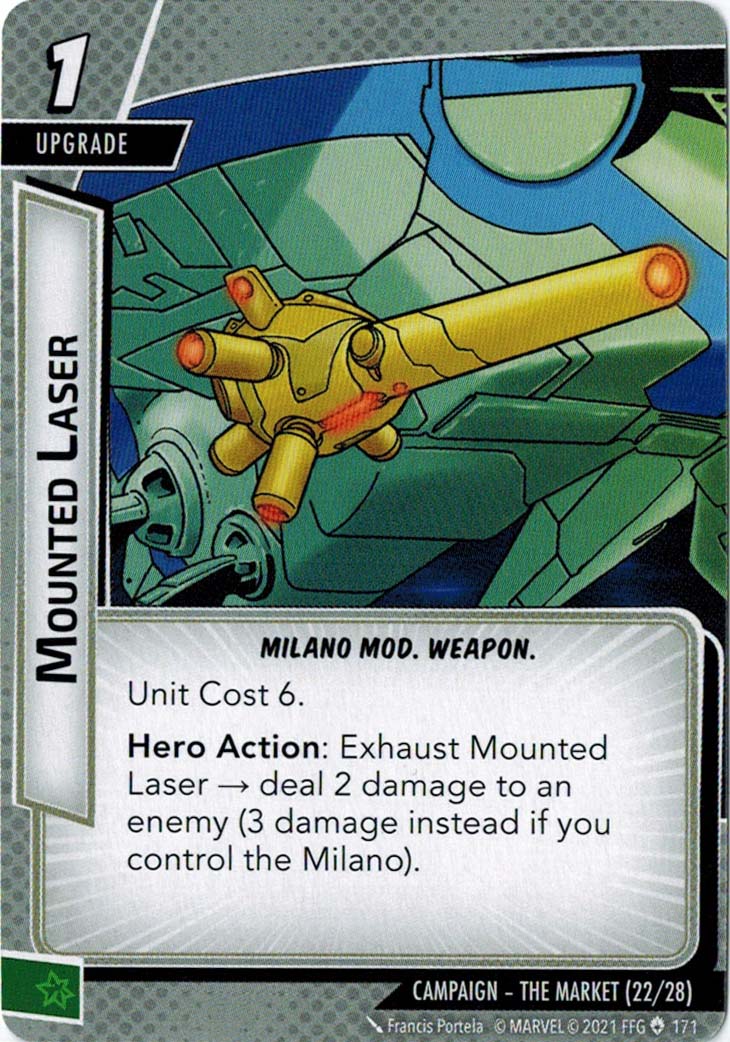 1
UPGRADE
MOUNTED LASER
MILANO MOD. WEAPON.
Unit Cost 6.
Hero Action: Exhaust Mounted
Laser → deal 2 damage to an
enemy (3 damage instead if you
control the Milano).
CAMPAIGN – THE MARKET (22/28)
Francis Portela © MARVEL © 2021 FFG 171